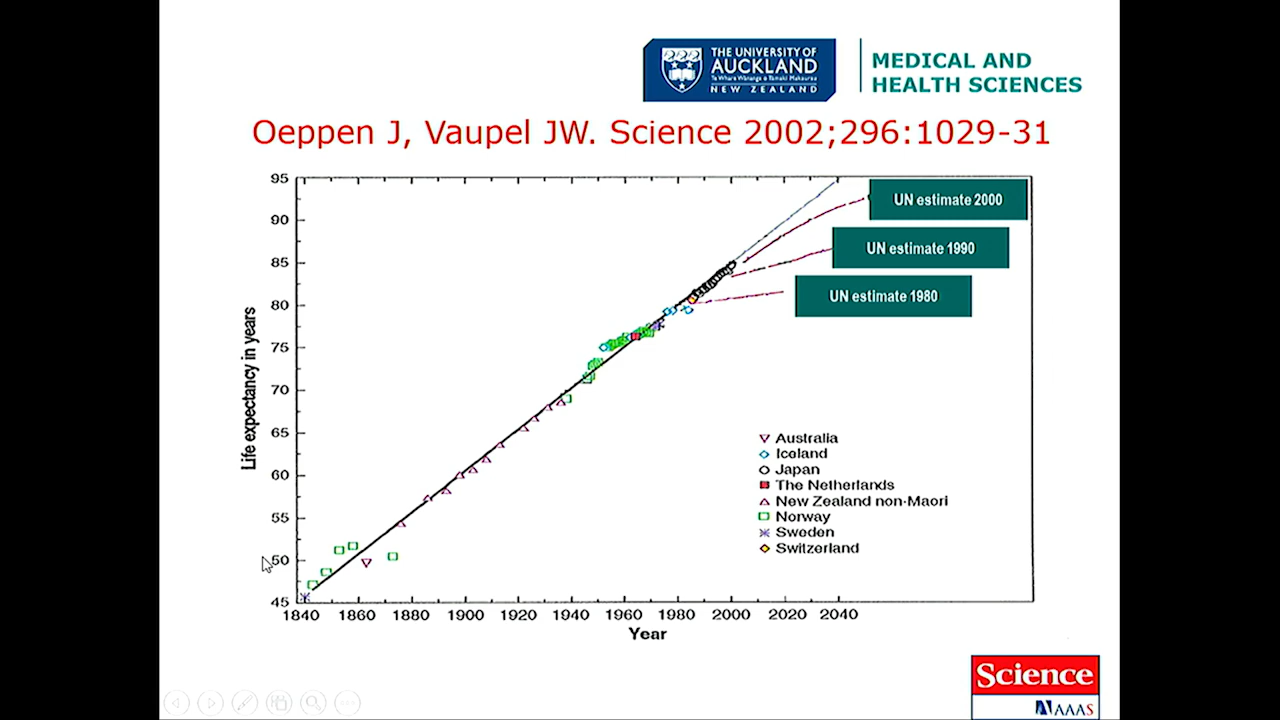 THE UNIVERSITY OF
AUCKLAND
Te Whare Wānanga o Tāmaki Makaurau
NEW ZEALAND
MEDICAL AND
HEALTH SCIENCES
Oeppen J, Vaupel JW. Science 2002;296:1029-31
95
90
85
80
75
70
65
60
55
50
45
Life expectancy in years
UN estimate 2000
UN estimate 1990
UN estimate 1980
Australia
Iceland
Japan
The Netherlands
New Zealand non-Maori
Norway
Sweden
Switzerland
1840 1860 1880 1900 1920 1940 1960 1980 2000 2020 2040
Year
Science
AAAS